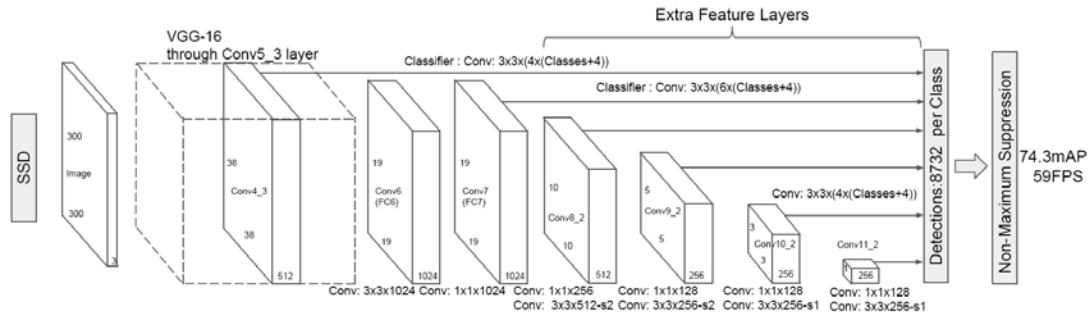 Extra Feature Layers
VGG-16
through Conv5_3 layer
Classifier : Conv: 3x3x(4x(Classes+4))
Classifier : Conv: 3x3x(6x(Classes+4))
SSD
300
Image
300
3
38
Conv4_3
38
512
19
Conv6
(FC6)
19
1024
19
Conv7
(FC7)
19
1024
10
Conv8_2
10
512
5
Conv9_2
5
256
Conv: 3x3x(4x(Classes+4))
3
Conv10_2
3
256
Conv11_2
1
256
Detections:8732 per Class
Non-Maximum Suppression
74.3mAP
59FPS
Conv: 3x3x1024
Conv: 1x1x1024
Conv: 1x1x256
Conv: 3x3x512-s2
Conv: 1x1x128
Conv: 3x3x256-s2
Conv: 1x1x128
Conv: 3x3x256-s1
Conv: 1x1x128
Conv: 3x3x256-s1